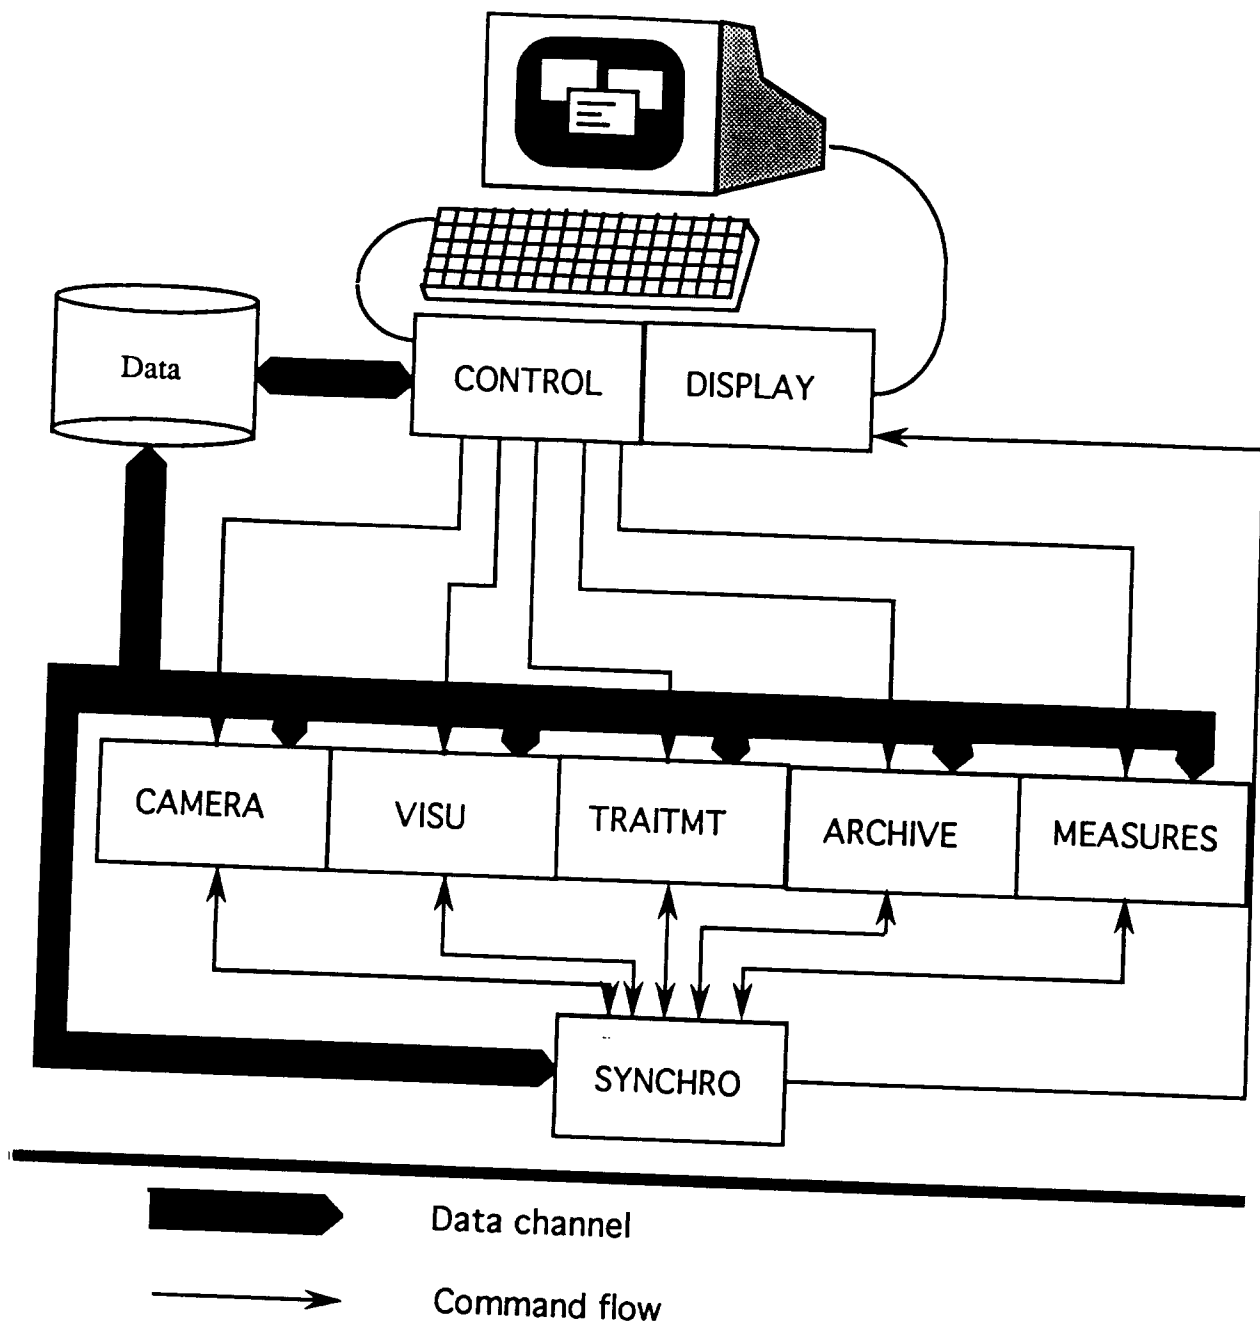 Data
CONTROL
DISPLAY
CAMERA
VISU
TRAITMT
ARCHIVE
MEASURES
SYNCHRO
Data channel
Command flow